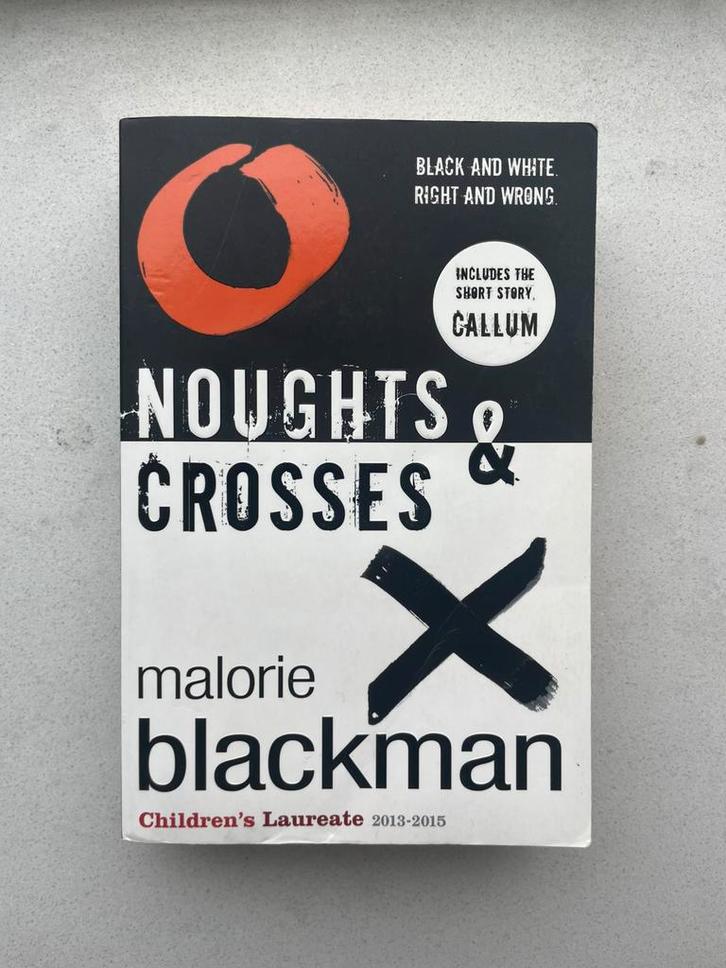 BLACK AND WHITE.
RIGHT AND WRONG.
INCLUDES THE
SHORT STORY,
CALLUM
NOUGHTS &
CROSSES
malorie
blackman
Children's Laureate 2013-2015